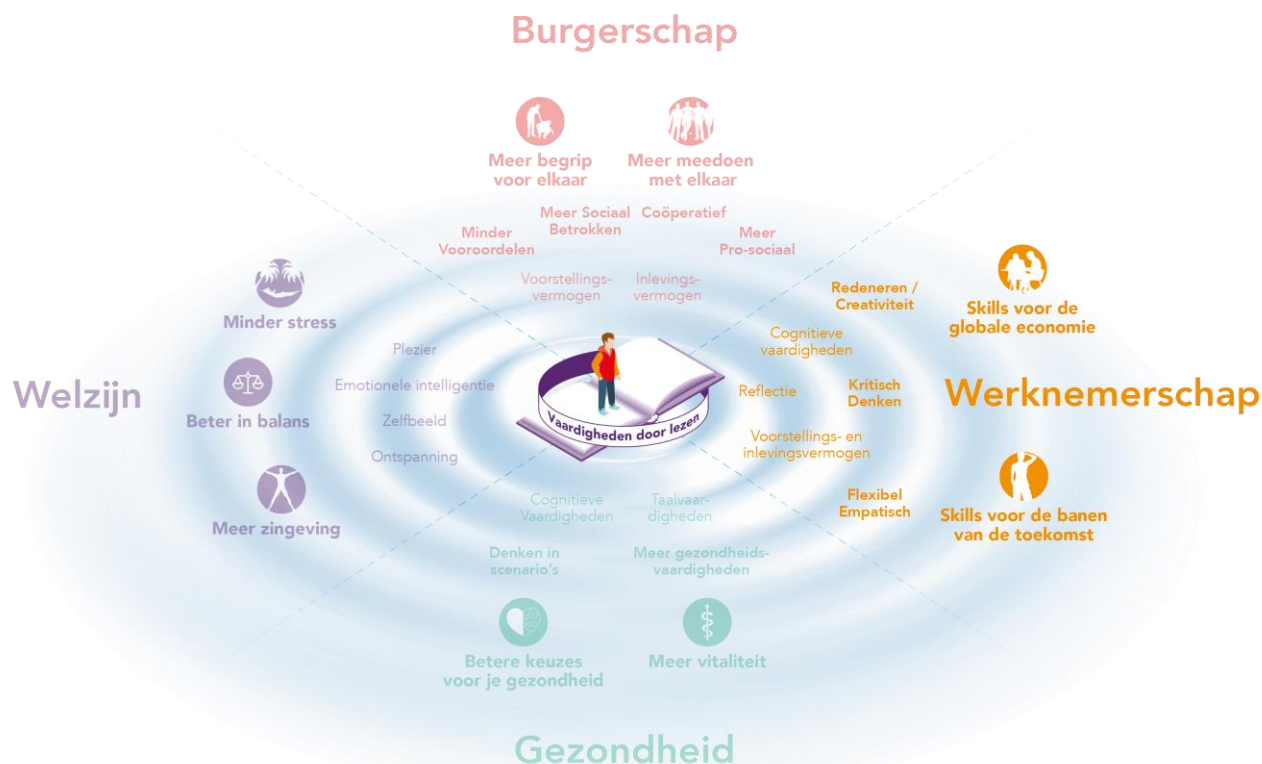 Burgerschap
Meer begrip
voor elkaar
Meer meedoen
met elkaar
Minder
Vooroordelen
Meer Sociaal
Betrokken
Coöperatief
Meer
Pro-sociaal
Voorstellings-
vermogen
Inlevings-
vermogen
Welzijn
Minder stress
Beter in balans
Meer zingeving
Plezier
Emotionele intelligentie
Zelfbeeld
Ontspanning
Vaardigheden door lezen
Redeneren /
Creativiteit
Cognitieve
vaardigheden
Reflectie
Kritisch
Denken
Voorstellings- en
inlevingsvermogen
Flexibel
Empatisch
Skills voor de
globale economie
Werknemerschap
Skills voor de banen
van de toekomst
Cognitieve
Vaardigheden
Taalvaar-
digheden
Denken in
scenario's
Meer gezondheids-
vaardigheden
Betere keuzes
voor je gezondheid
Meer vitaliteit
Gezondheid